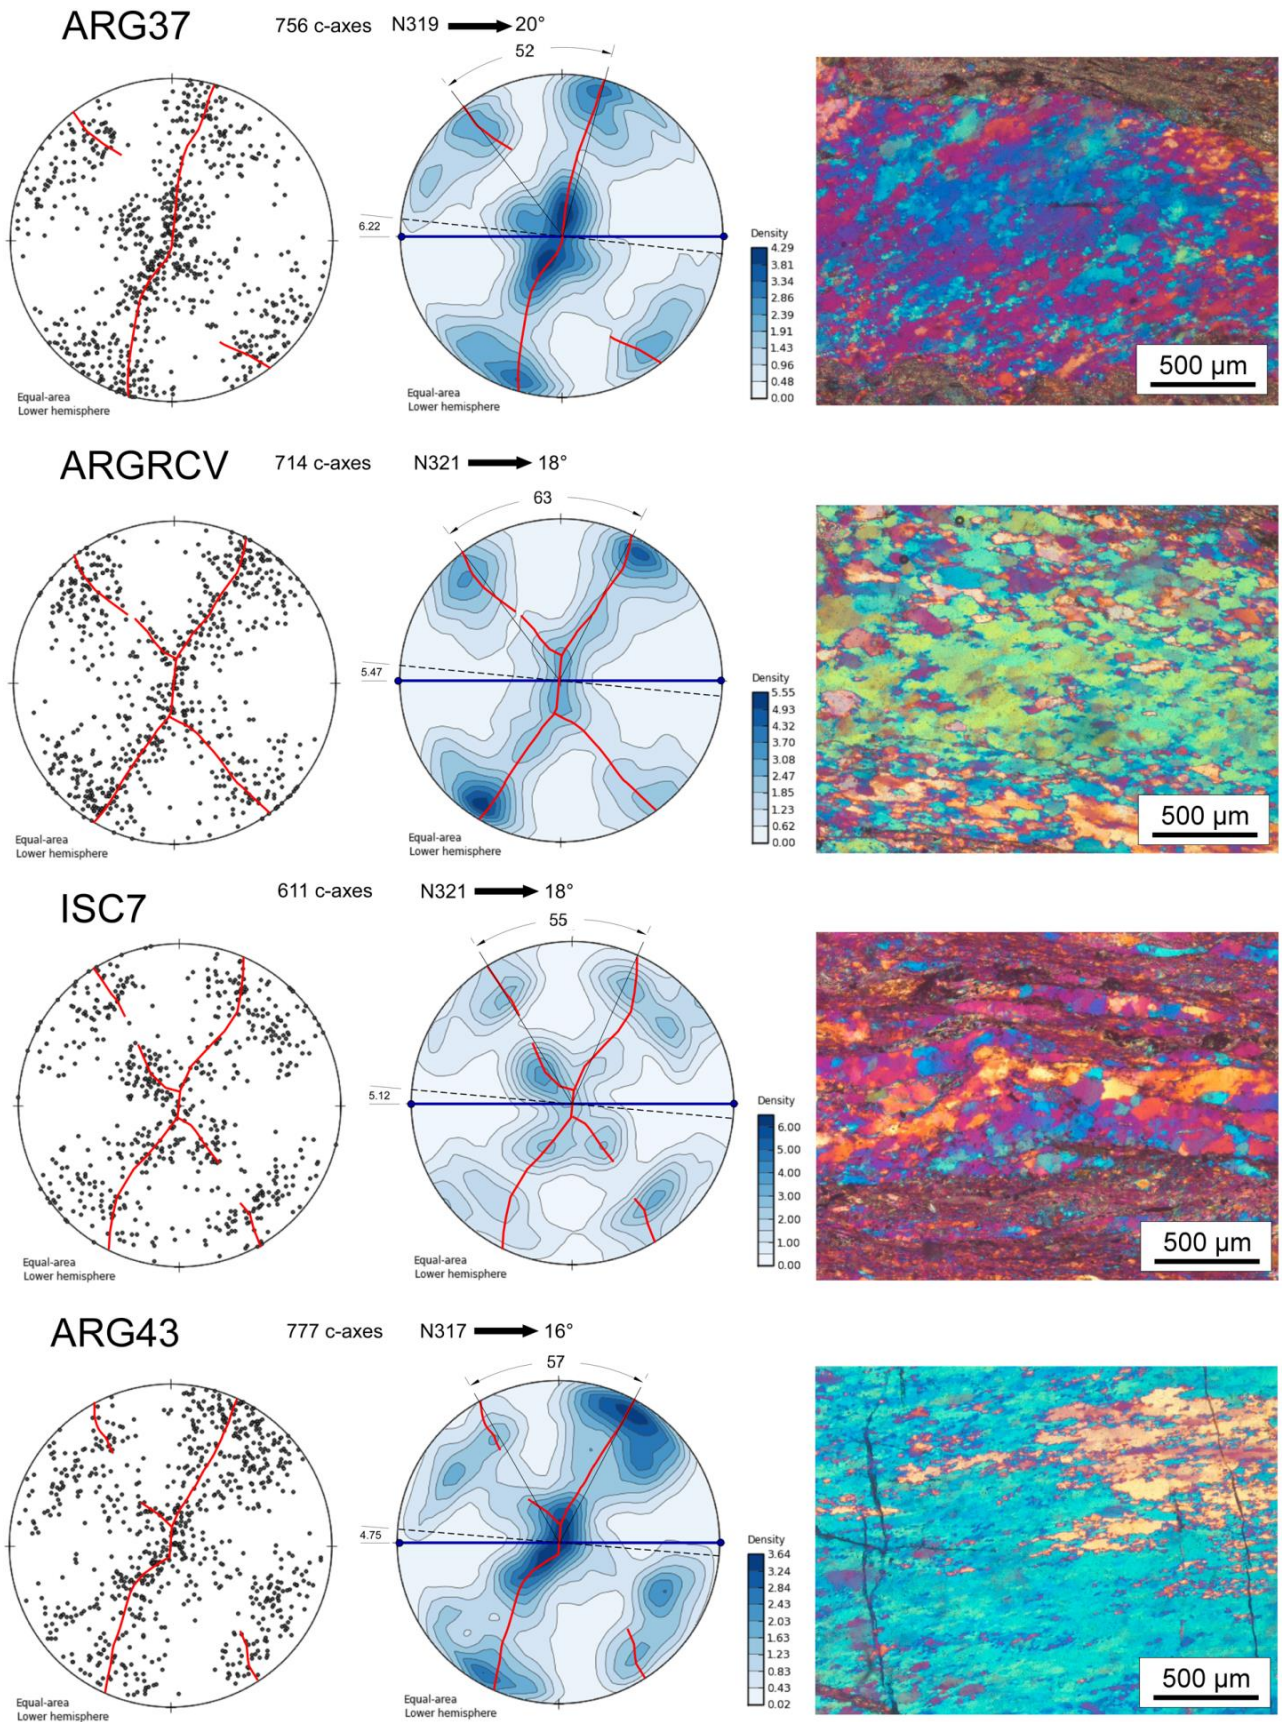 ARG37 756 c-axes N319 20°
52
6.22
Density
4.29
3.81
3.34
2.86
2.39
1.91
1.43
0.96
0.48
0.00
Equal-area
Lower hemisphere
Equal-area
Lower hemisphere
500 µm
ARGRCV 714 c-axes N321 18°
63
5.47
Density
5.55
4.93
4.32
3.70
3.08
2.47
1.85
1.23
0.62
0.00
Equal-area
Lower hemisphere
Equal-area
Lower hemisphere
500 µm
ISC7 611 c-axes N321 18°
55
5.12
Density
6.00
5.00
4.00
3.00
2.00
1.00
0.00
Equal-area
Lower hemisphere
Equal-area
Lower hemisphere
500 µm
ARG43 777 c-axes N317 16°
57
4.75
Density
3.64
3.24
2.84
2.43
2.03
1.63
1.23
0.83
0.43
0.02
Equal-area
Lower hemisphere
Equal-area
Lower hemisphere
500 µm